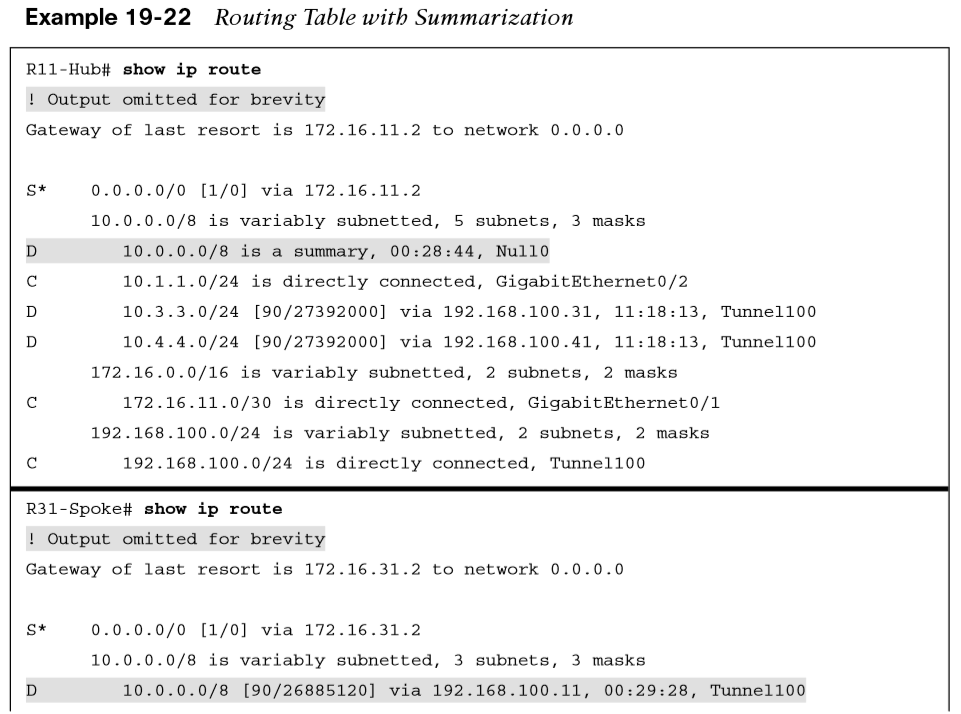 Example 19-22 Routing Table with Summarization
R11-Hub# show ip route
! Output omitted for brevity
Gateway of last resort is 172.16.11.2 to network 0.0.0.0
S* 0.0.0.0/0 [1/0] via 172.16.11.2
10.0.0.0/8 is variably subnetted, 5 subnets, 3 masks
D 10.0.0.0/8 is a summary, 00:28:44, Null0
C 10.1.1.0/24 is directly connected, GigabitEthernet0/2
D 10.3.3.0/24 [90/27392000] via 192.168.100.31, 11:18:13, Tunnel100
D 10.4.4.0/24 [90/27392000] via 192.168.100.41, 11:18:13, Tunnel100
172.16.0.0/16 is variably subnetted, 2 subnets, 2 masks
C 172.16.11.0/30 is directly connected, GigabitEthernet0/1
192.168.100.0/24 is variably subnetted, 2 subnets, 2 masks
C 192.168.100.0/24 is directly connected, Tunnel100
R31-Spoke# show ip route
! Output omitted for brevity
Gateway of last resort is 172.16.31.2 to network 0.0.0.0
S* 0.0.0.0/0 [1/0] via 172.16.31.2
10.0.0.0/8 is variably subnetted, 3 subnets, 3 masks
D 10.0.0.0/8 [90/26885120] via 192.168.100.11, 00:29:28, Tunnel100